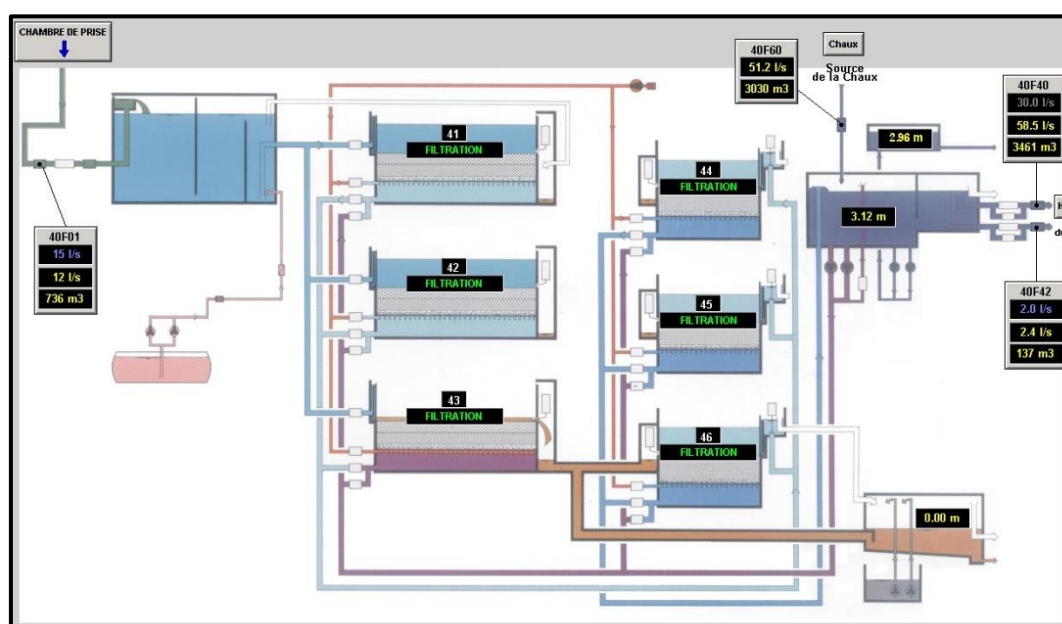 CHAMBRE DE PRISE
40F01
15 l/s
12 l/s
736 m3
41
FILTRATION
42
FILTRATION
43
FILTRATION
44
FILTRATION
45
FILTRATION
46
FILTRATION
40F60
51.2 l/s
3030 m3
Chaux
Source
de la Chaux
2.96 m
3.12 m
40F40
30.0 l/s
58.5 l/s
3461 m3
40F42
2.0 l/s
2.4 l/s
137 m3
0.00 m